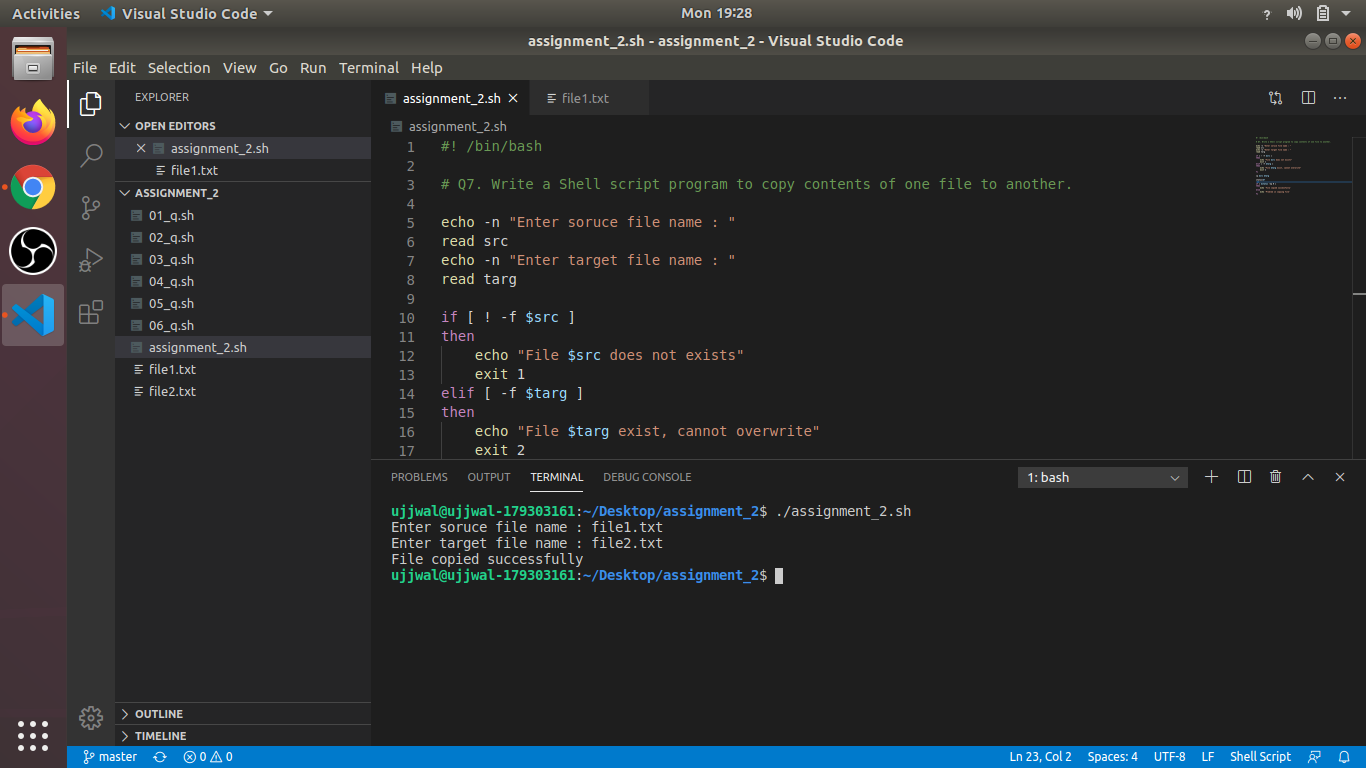 Activities Visual Studio Code Mon 19:28 ?
assignment_2.sh - assignment_2 - Visual Studio Code
File Edit Selection View Go Run Terminal Help
EXPLORER
OPEN EDITORS
assignment_2.sh
file1.txt
ASSIGNMENT_2
01_q.sh
02_q.sh
03_q.sh
04_q.sh
05_q.sh
06_q.sh
assignment_2.sh
file1.txt
file2.txt
OUTLINE
TIMELINE
assignment_2.sh file1.txt
assignment_2.sh
1 #! /bin/bash
2
3 # Q7. Write a Shell script program to copy contents of one file to another.
4
5 echo -n "Enter soruce file name : "
6 read src
7 echo -n "Enter target file name : "
8 read targ
9
10 if [ ! -f $src ]
11 then
12 echo "File $src does not exists"
13 exit 1
14 elif [ -f $targ ]
15 then
16 echo "File $targ exist, cannot overwrite"
17 exit 2
PROBLEMS OUTPUT TERMINAL DEBUG CONSOLE 1: bash
ujjwal@ujjwal-179303161:~/Desktop/assignment_2$ ./assignment_2.sh
Enter soruce file name : file1.txt
Enter target file name : file2.txt
File copied successfully
ujjwal@ujjwal-179303161:~/Desktop/assignment_2$
master 0 0 Ln 23, Col 2 Spaces: 4 UTF-8 LF Shell Script